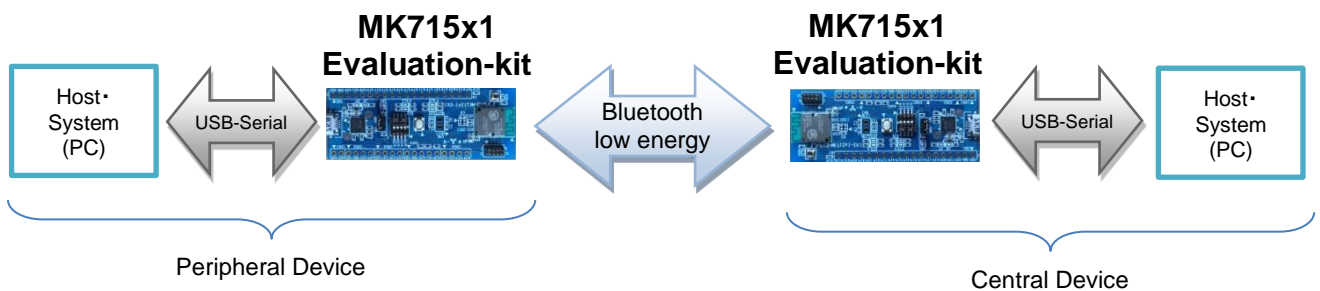 MK715x1
Evaluation-kit
Host･
System
(PC)
USB-Serial
Bluetooth
low energy
MK715x1
Evaluation-kit
USB-Serial
Host･
System
(PC)
Peripheral Device
Central Device